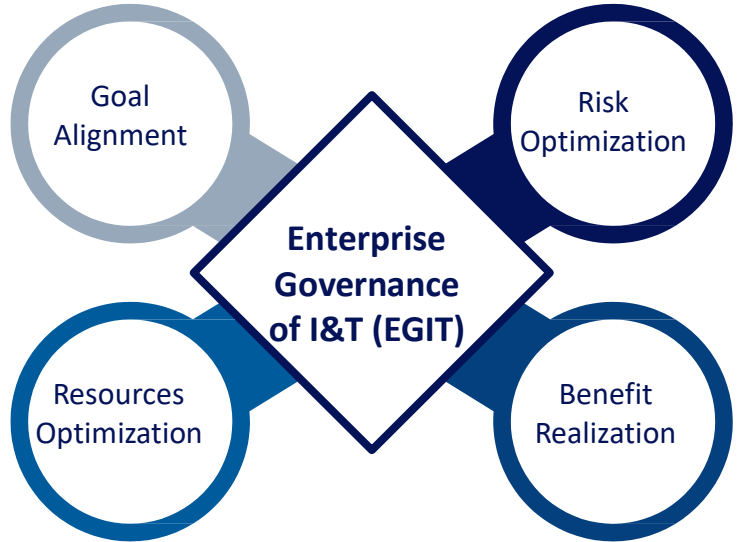 Goal
Alignment
Risk
Optimization
Enterprise
Governance
of I&T (EGIT)
Resources
Optimization
Benefit
Realization